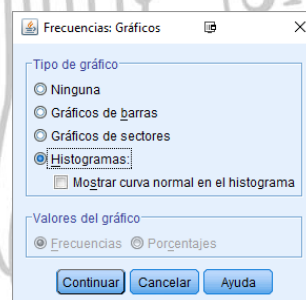 Frecuencias: Gráficos
Tipo de gráfico
Ninguna
Gráficos de barras
Gráficos de sectores
Histogramas:
Mostrar curva normal en el histograma
Valores del gráfico
Frecuencias Porcentajes
Continuar Cancelar Ayuda